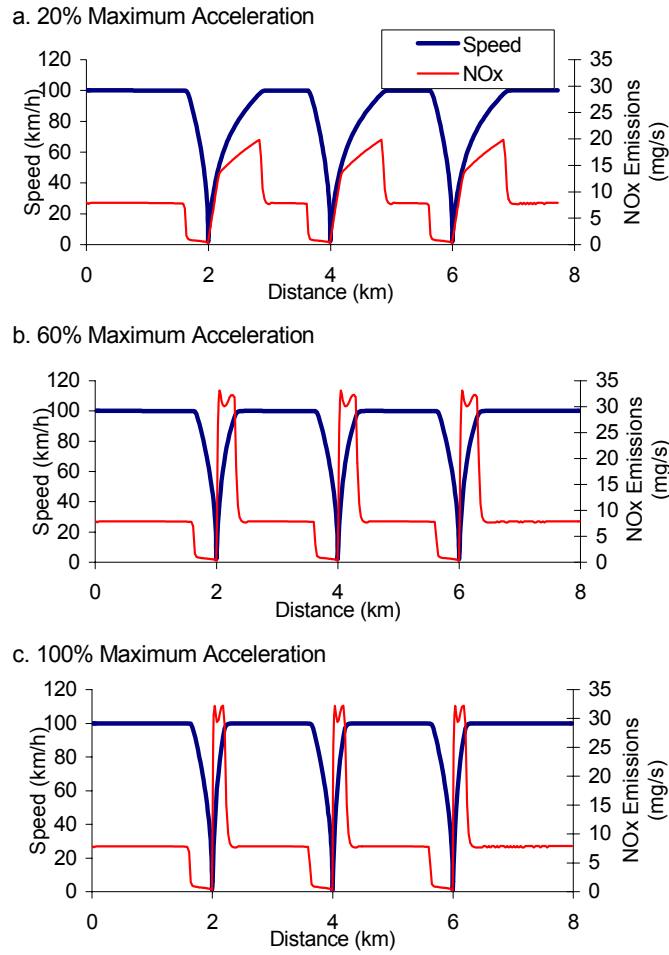 a. 20% Maximum Acceleration
Speed
NOx
120
100
80
60
40
20
0
Speed (km/h)
35
30
25
20
15
10
5
0
NOx Emissions
(mg/s)
0 2 4 6 8
Distance (km)
b. 60% Maximum Acceleration
120
100
80
60
40
20
0
Speed (km/h)
35
30
25
20
15
10
5
0
NOx Emissions
(mg/s)
0 2 4 6 8
Distance (km)
c. 100% Maximum Acceleration
120
100
80
60
40
20
0
Speed (km/h)
35
30
25
20
15
10
5
0
NOx Emissions
(mg/s)
0 2 4 6 8
Distance (km)